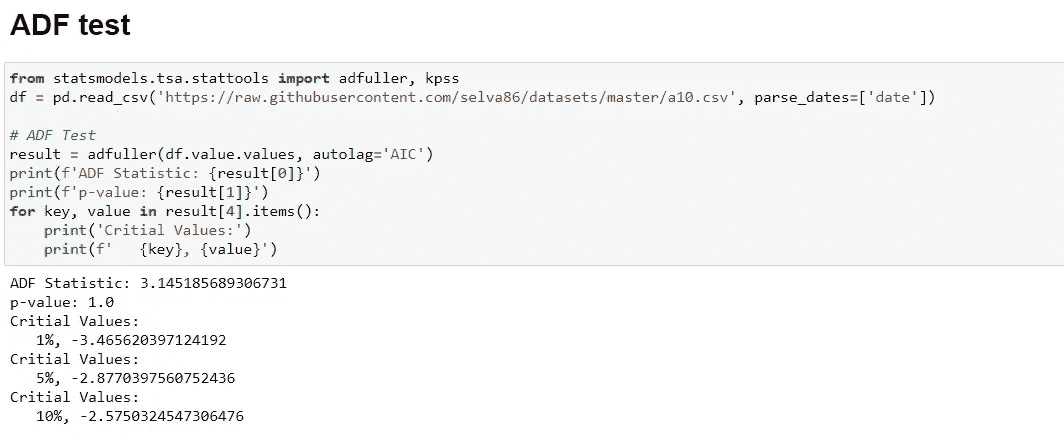 ADF test
from statsmodels.tsa.stattools import adfuller, kpss
df = pd.read_csv('https://raw.githubusercontent.com/selva86/datasets/master/a10.csv', parse_dates=['date'])
# ADF Test
result = adfuller(df.value.values, autolag='AIC')
print(f'ADF Statistic: {result[0]}')
print(f'p-value: {result[1]}')
for key, value in result[4].items():
    print('Critial Values:')
    print(f'   {key}, {value}')
ADF Statistic: 3.145185689306731
p-value: 1.0
Critial Values:
   1%, -3.465620397124192
Critial Values:
   5%, -2.8770397560752436
Critial Values:
   10%, -2.5750324547306476